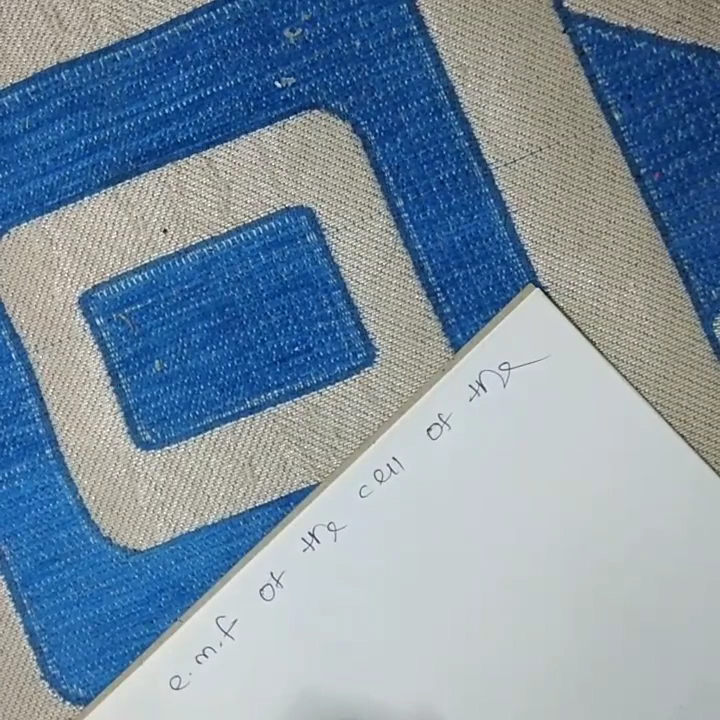 e.m.f of the cell of the